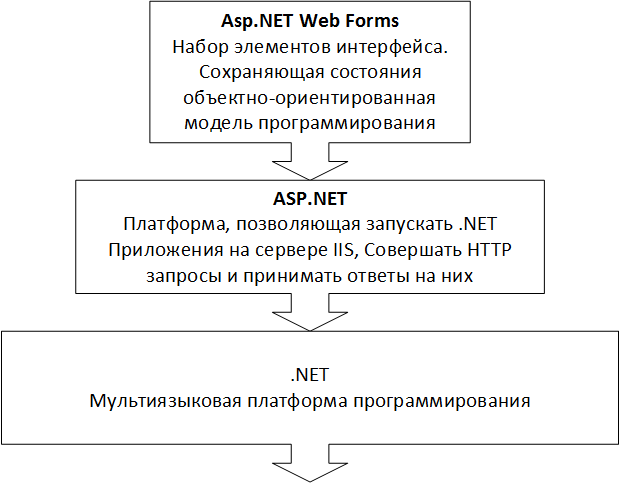 Asp.NET Web Forms
Набор элементов интерфейса.
Сохраняющая состояния
объектно-ориентированная
модель программирования
ASP.NET
Платформа, позволяющая запускать .NET
Приложения на сервере IIS, Совершать HTTP
запросы и принимать ответы на них
.NET
Мультиязыковая платформа программирования